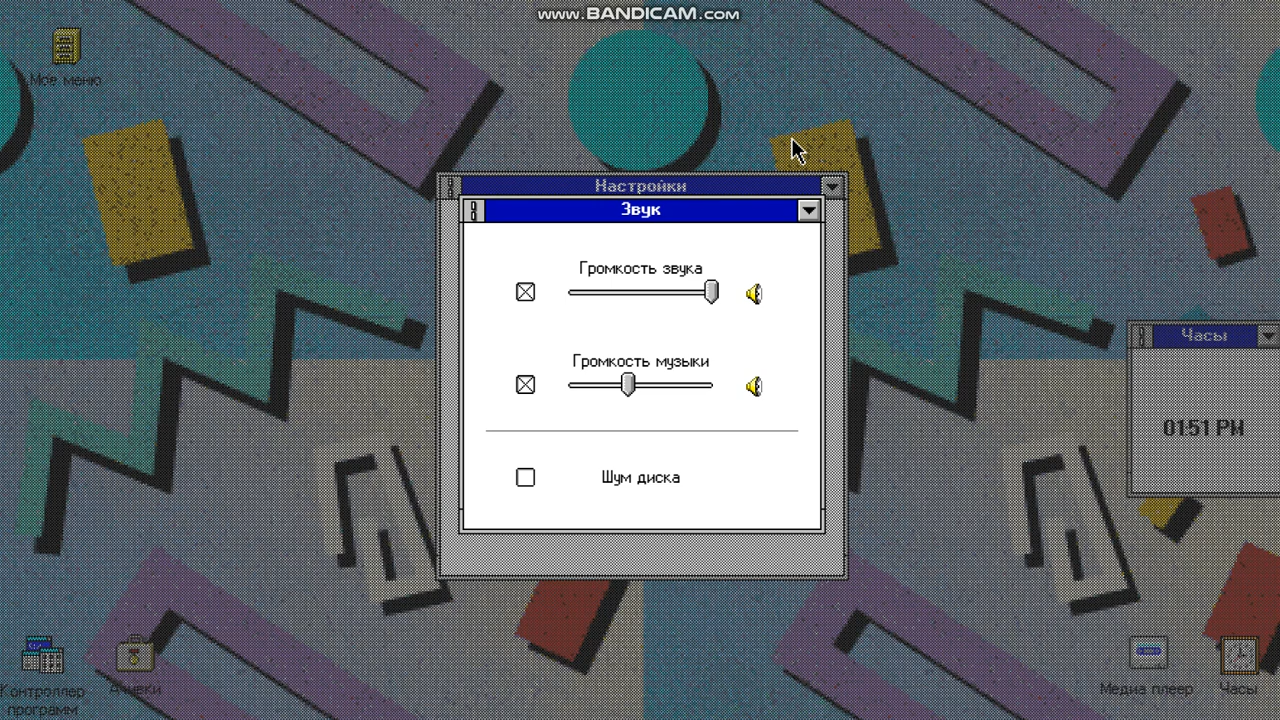 www.BANDICAM.com
Мое меню
Настройки
Звук
Громкость звука
Громкость музыки
Шум диска
Часы
01:51 PM
Контроллер
программ
Ачивки
Медиа плеер
Часы